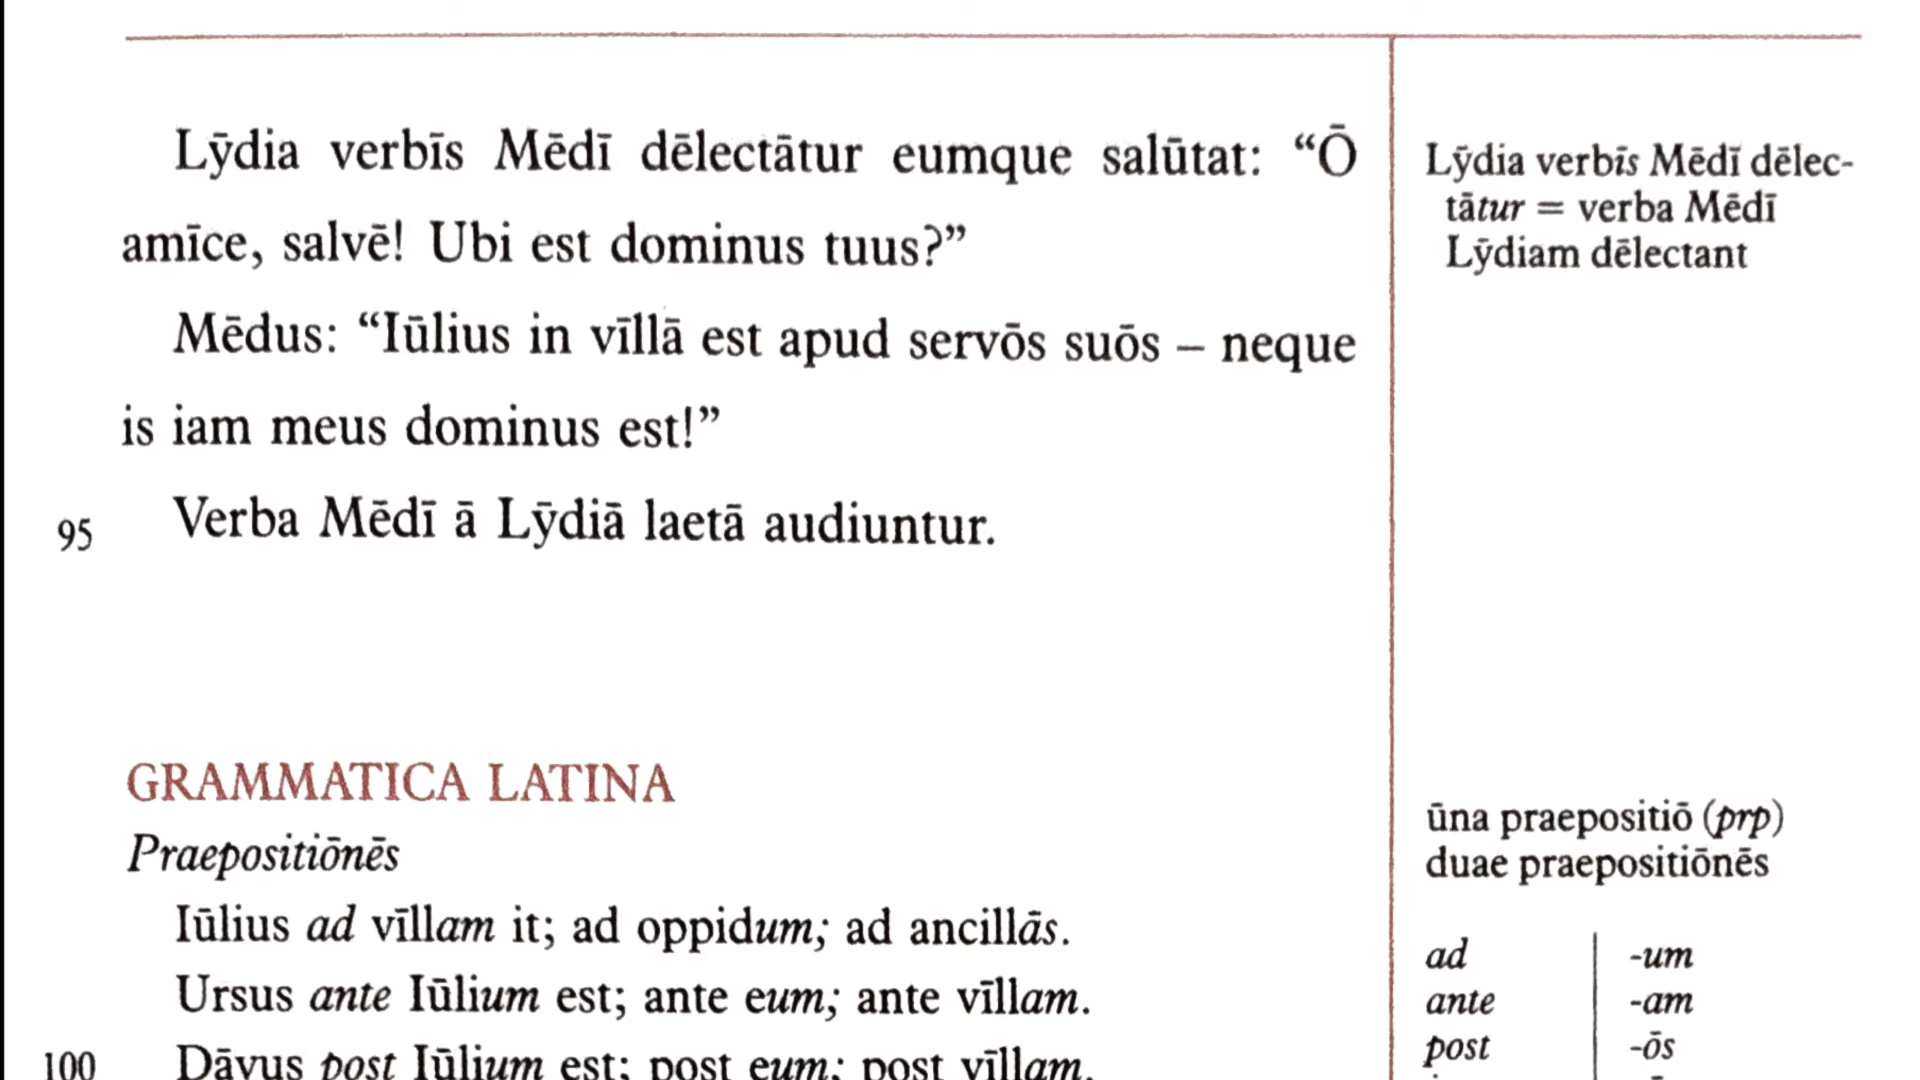 Lȳdia verbīs Mēdī dēlectātur eumque salūtat: “Ō
amīce, salvē! Ubi est dominus tuus?”
Mēdus: “Iūlius in vīllā est apud servōs suōs – neque
is iam meus dominus est!”
95 Verba Mēdī ā Lȳdiā laetā audiuntur.
Lȳdia verbīs Mēdī dēlec-
tātur = verba Mēdī
Lȳdiam dēlectant
GRAMMATICA LATINA
Praepositiōnēs
Iūlius ad vīllam it; ad oppidum; ad ancillās.
Ursus ante Iūlium est; ante eum; ante vīllam.
100 Dāvus post Iūlium est; post eum; post vīllam.
ūna praepositiō (prp)
duae praepositiōnēs
ad -um
ante -am
post -ōs